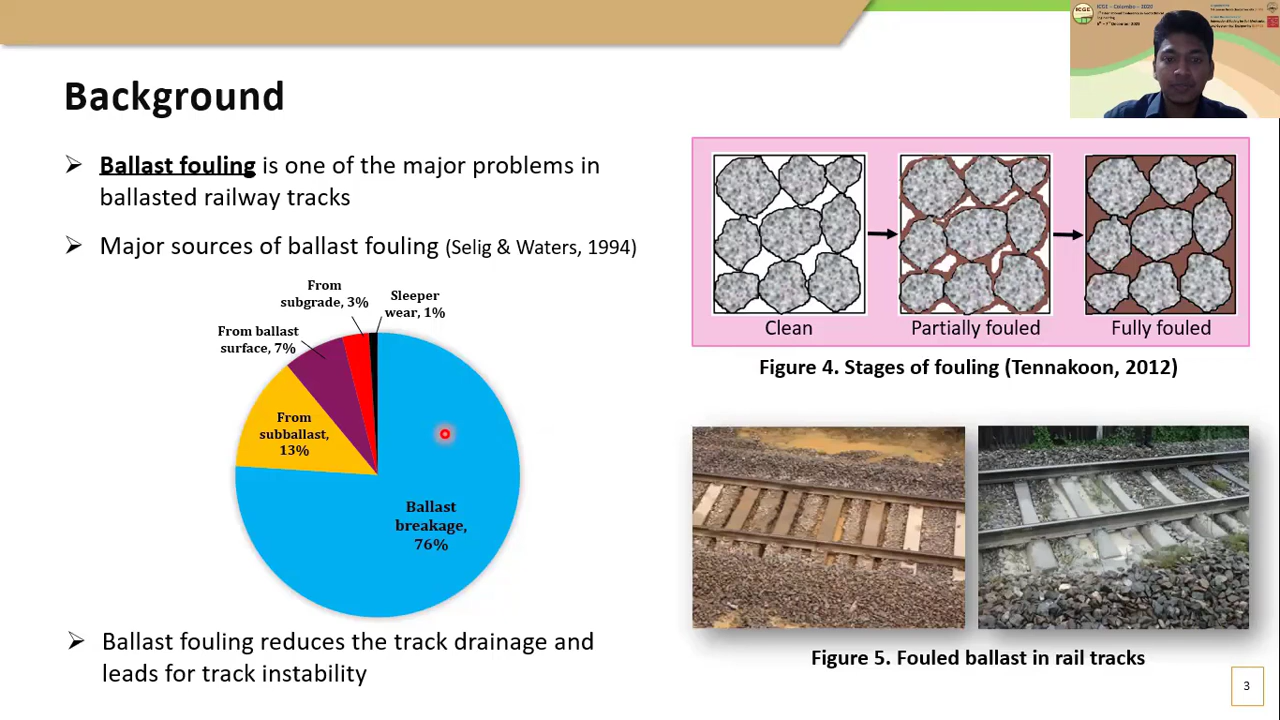 ICGE - Colombo - 2020
Background
➢ Ballast fouling is one of the major problems in
ballasted railway tracks
➢ Major sources of ballast fouling (Selig & Waters, 1994)
From
subgrade, 3%
Sleeper
wear, 1%
From ballast
surface, 7%
From
subballast,
13%
Ballast
breakage,
76%
➢ Ballast fouling reduces the track drainage and
leads for track instability
Clean
Partially fouled
Fully fouled
Figure 4. Stages of fouling (Tennakoon, 2012)
Figure 5. Fouled ballast in rail tracks
3